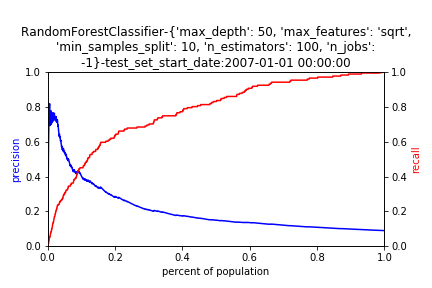 RandomForestClassifier-{'max_depth': 50, 'max_features': 'sqrt',
'min_samples_split': 10, 'n_estimators': 100, 'n_jobs':
-1}-test_set_start_date:2007-01-01 00:00:00
1.0 1.0
0.8 0.8
0.6 0.6
precision recall
0.4 0.4
0.2 0.2
0.0 0.0
0.0 0.2 0.4 0.6 0.8 1.0
percent of population